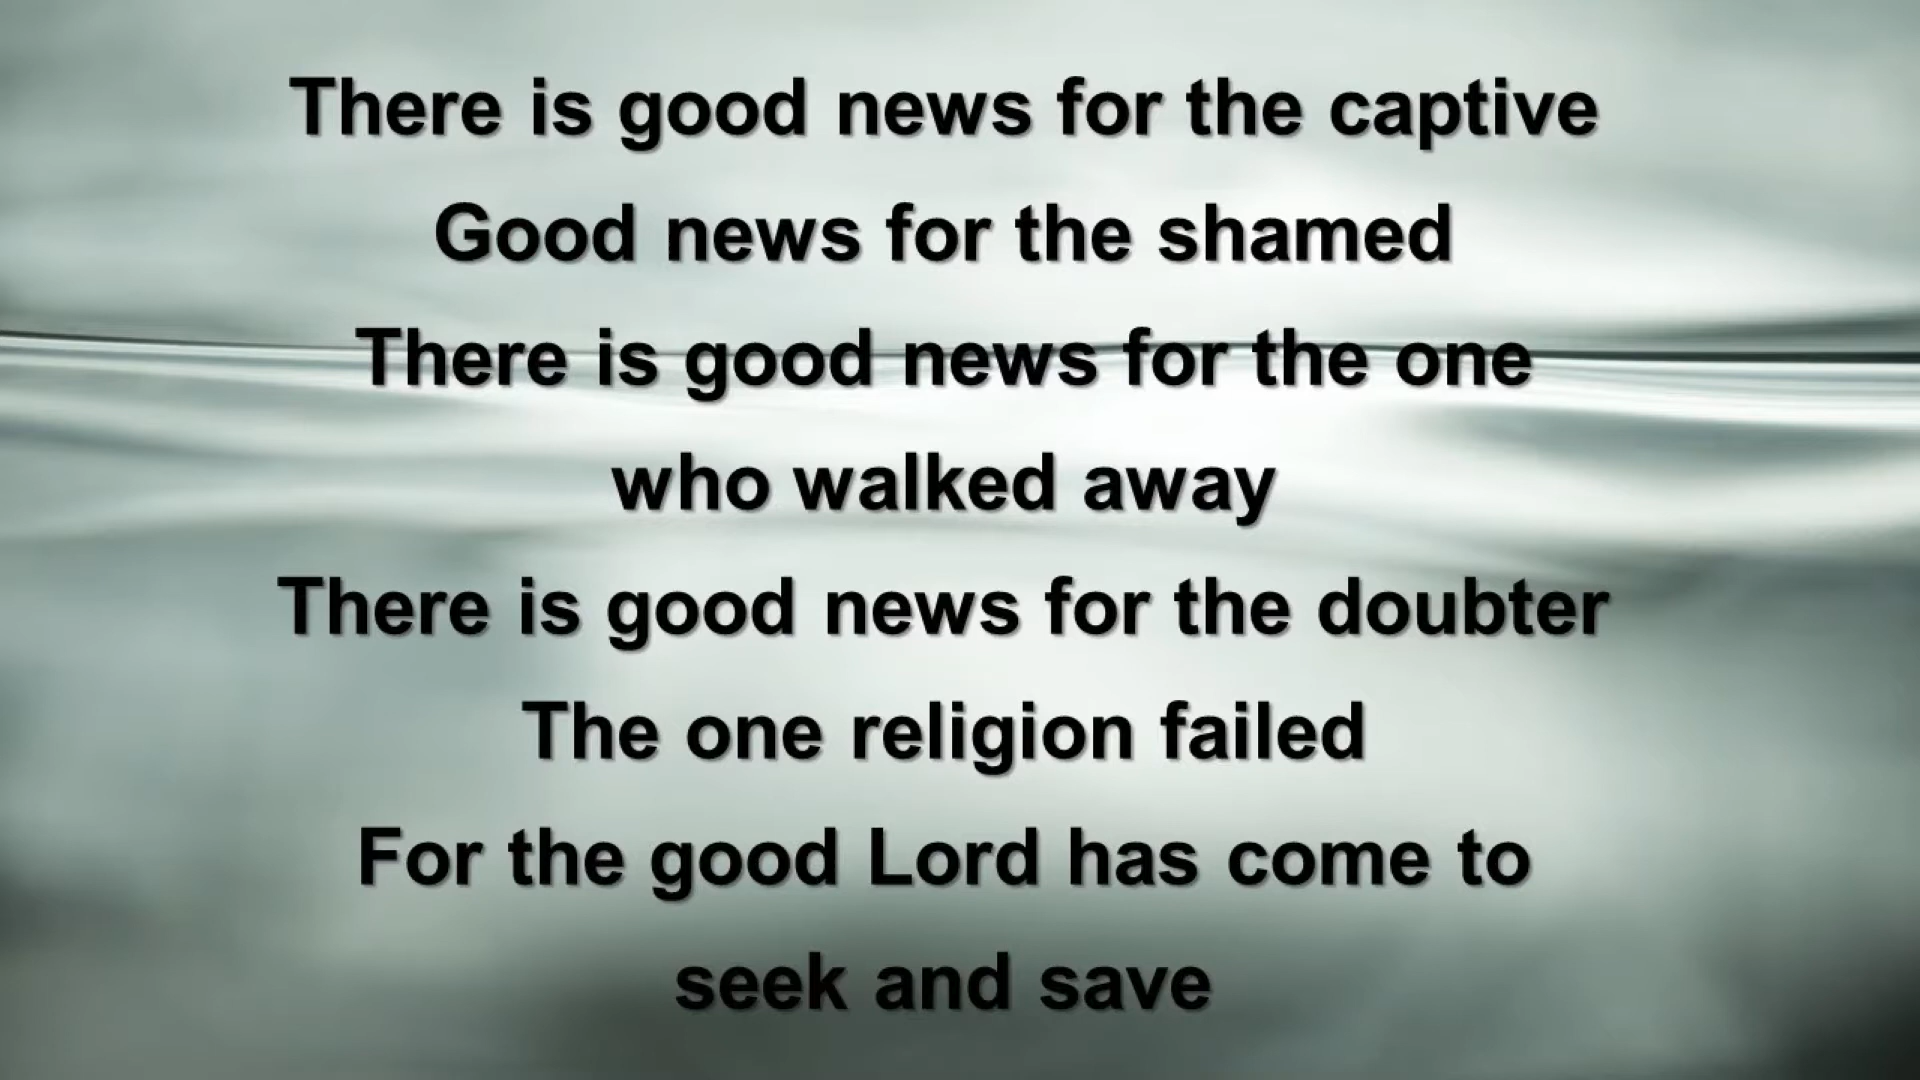 There is good news for the captive
Good news for the shamed
There is good news for the one
who walked away
There is good news for the doubter
The one religion failed
For the good Lord has come to
seek and save